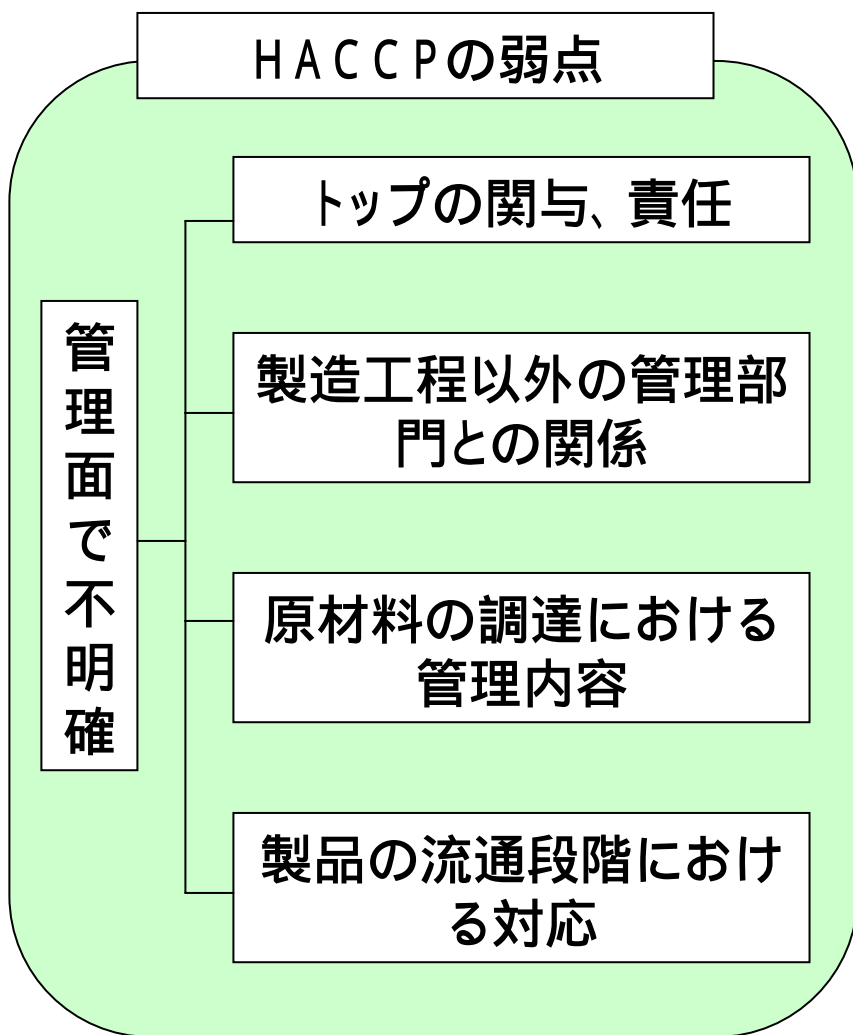 ＨＡＣＣＰの弱点
トップの関与、責任
管理面で不明確
製造工程以外の管理部
門との関係
原材料の調達における
管理内容
製品の流通段階におけ
る対応